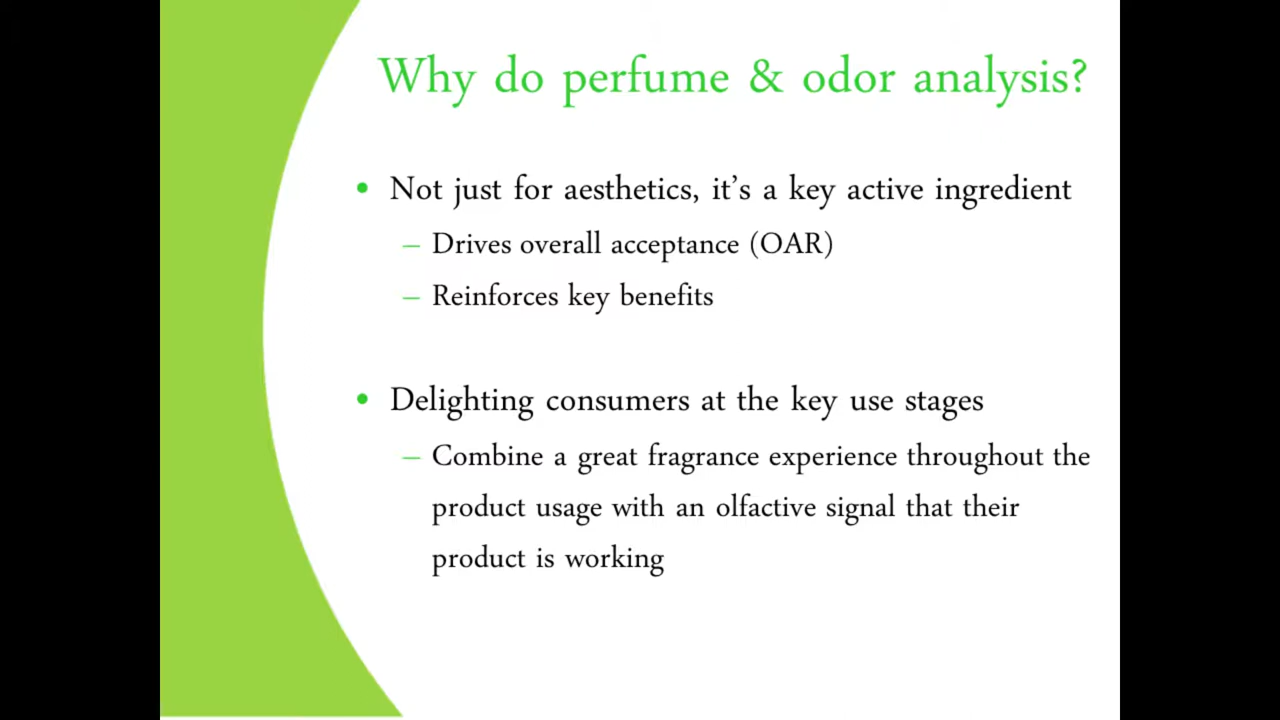 Why do perfume & odor analysis?
• Not just for aesthetics, it’s a key active ingredient
– Drives overall acceptance (OAR)
– Reinforces key benefits
• Delighting consumers at the key use stages
– Combine a great fragrance experience throughout the
product usage with an olfactive signal that their
product is working